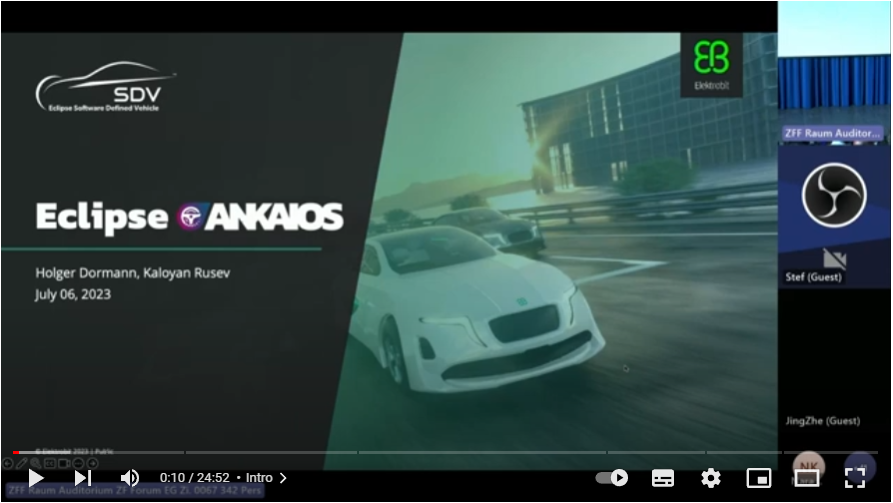 SDV
Eclipse Software Defined Vehicle
EB
Elektrobit
Eclipse ANKAIOS
Holger Dormann, Kaloyan Rusev
July 06, 2023
ZFF Raum Auditor...
Stef (Guest)
JingZhe (Guest)
© Elektrobit 2023 | Public
0:10 / 24:52 • Intro
NK
ZFF Raum Auditorium ZF Forum EG ZL 0067 342 Pers